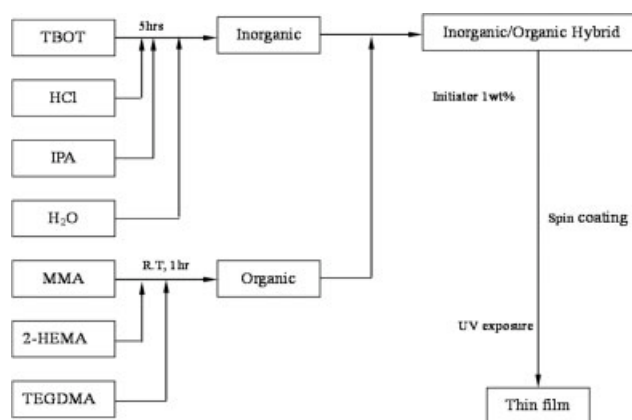 TBOT
5hrs
Inorganic
Inorganic/Organic Hybrid
HCl
Initiator 1wt%
IPA
H₂O
Spin coating
MMA
R.T, 1hr
Organic
2-HEMA
UV exposure
TEGDMA
Thin film